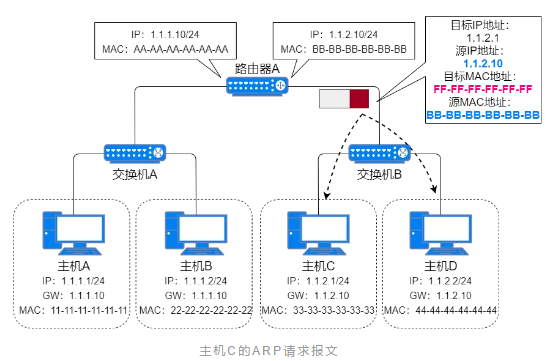 IP：1.1.1.10/24
MAC：AA-AA-AA-AA-AA-AA
IP：1.1.2.10/24
MAC：BB-BB-BB-BB-BB-BB
目标IP地址：
1.1.2.1
源IP地址：
1.1.2.10
目标MAC地址：
FF-FF-FF-FF-FF-FF
源MAC地址：
BB-BB-BB-BB-BB-BB
路由器A
交换机A
交换机B
主机A
IP：1.1.1.1/24
GW：1.1.1.10
MAC：11-11-11-11-11-11
主机B
IP：1.1.1.2/24
GW：1.1.1.10
MAC：22-22-22-22-22-22
主机C
IP：1.1.2.1/24
GW：1.1.2.10
MAC：33-33-33-33-33-33
主机D
IP：1.1.2.2/24
GW：1.1.2.10
MAC：44-44-44-44-44-44
主机C的ARP请求报文